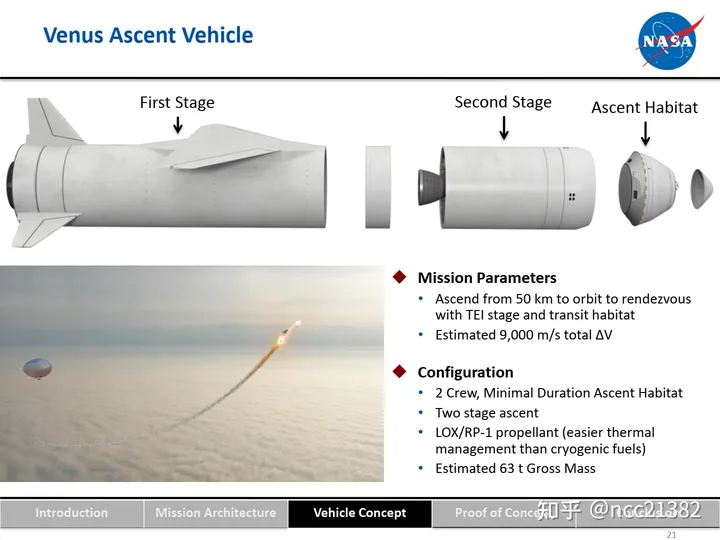 Venus Ascent Vehicle
NASA
First Stage
Second Stage
Ascent Habitat
Mission Parameters
• Ascend from 50 km to orbit to rendezvous
with TEI stage and transit habitat
• Estimated 9,000 m/s total ΔV
Configuration
• 2 Crew, Minimal Duration Ascent Habitat
• Two stage ascent
• LOX/RP-1 propellant (easier thermal
management than cryogenic fuels)
• Estimated 63 t Gross Mass
Introduction
Mission Architecture
Vehicle Concept
Proof of Concept
知乎 @ncc21382
21